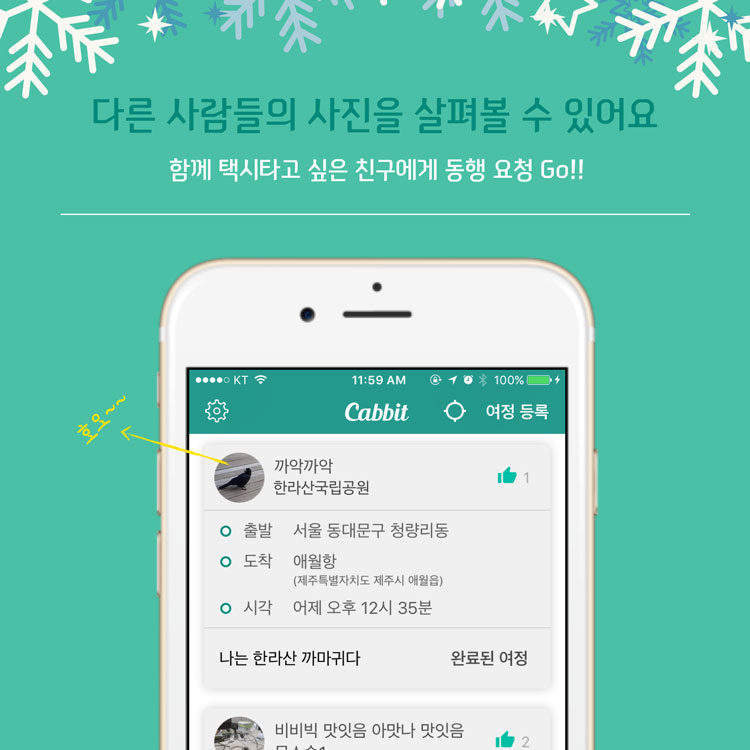 다른 사람들의 사진을 살펴볼 수 있어요
함께 택시타고 싶은 친구에게 동행 요청 Go!!
KT 11:59 AM 100%
Cabbit 여정 등록
호오~~
까악까악
한라산국립공원
1
출발 서울 동대문구 청량리동
도착 애월항
(제주특별자치도 제주시 애월읍)
시각 어제 오후 12시 35분
나는 한라산 까마귀다 완료된 여정
비비빅 맛잇음 아맛나 맛잇음
2